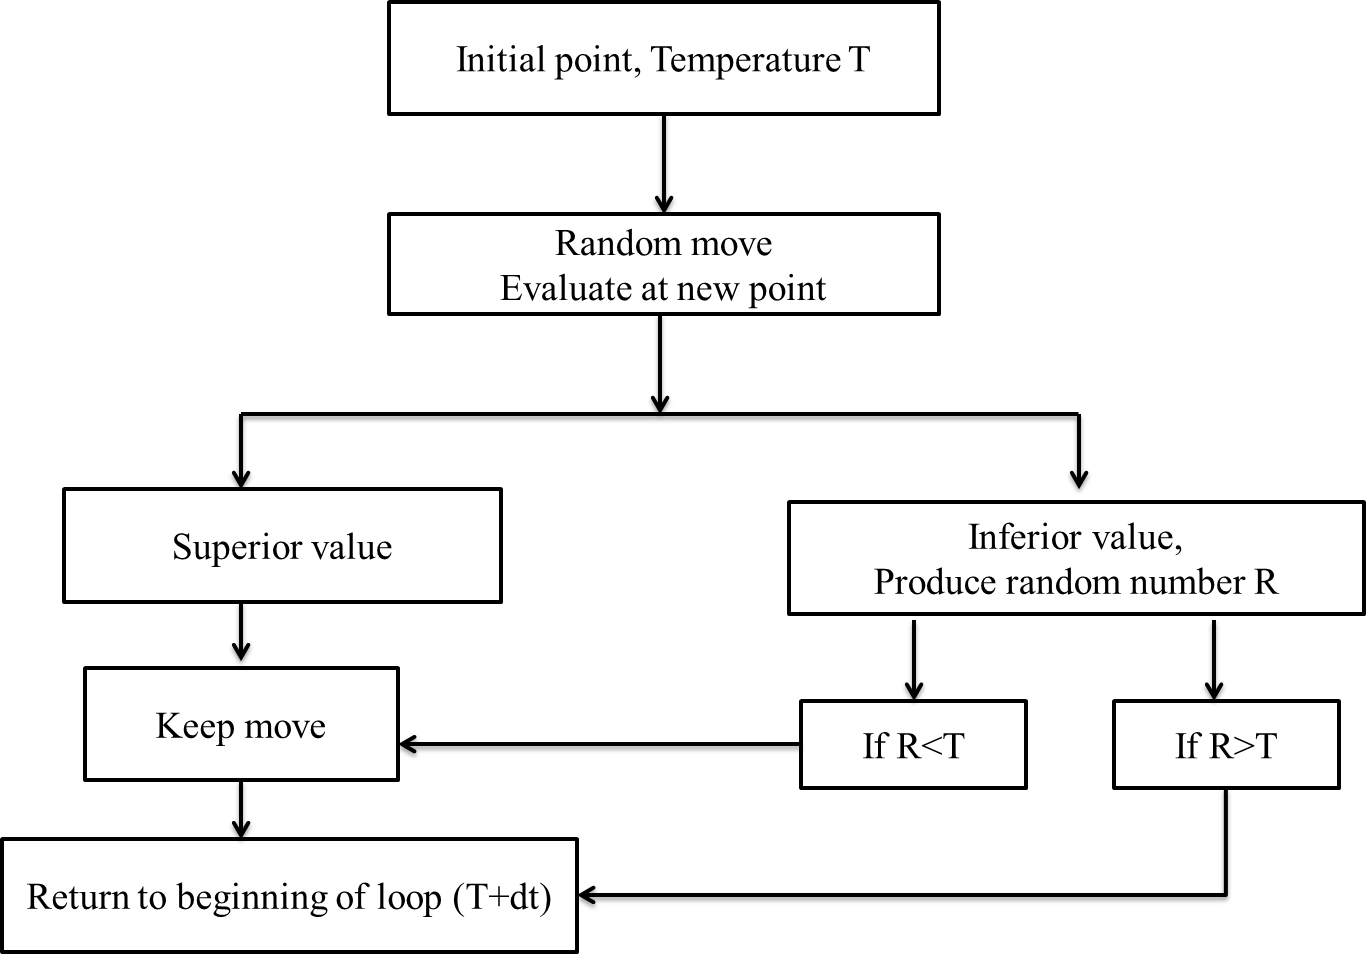 Initial point, Temperature T
Random move
Evaluate at new point
Superior value
Inferior value,
Produce random number R
Keep move
If R<T
If R>T
Return to beginning of loop (T+dt)